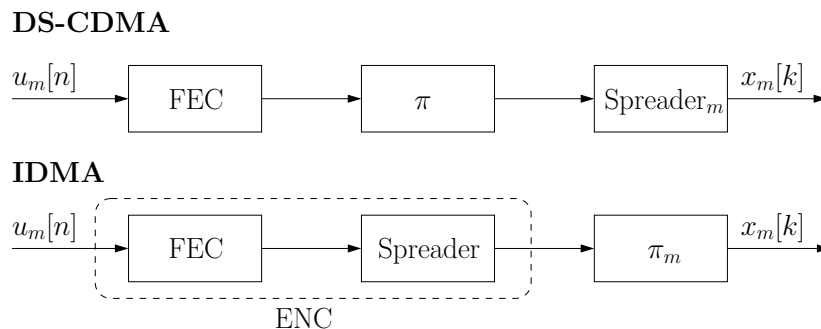 DS-CDMA
u_m[n] FEC π Spreader_m x_m[k]
IDMA
u_m[n] FEC Spreader π_m x_m[k]
ENC